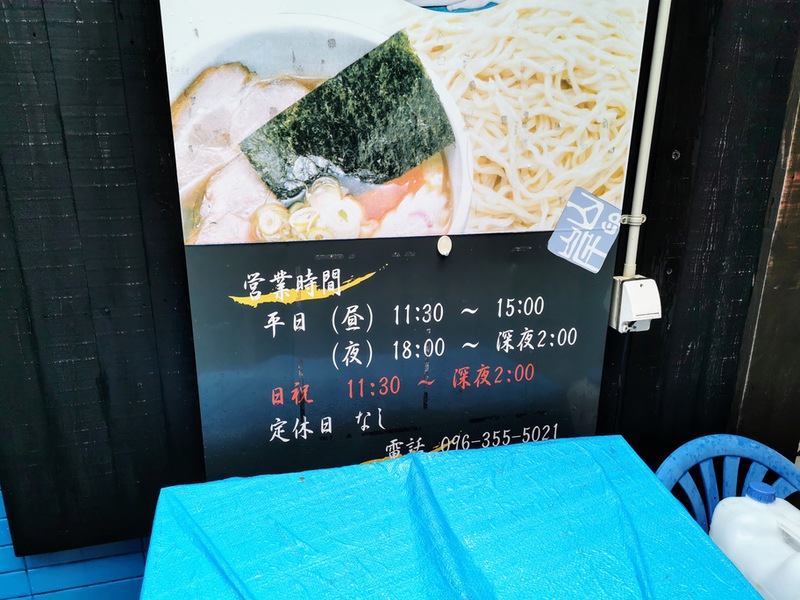 営業時間
平日 (昼) 11:30 ～ 15:00
(夜) 18:00 ～ 深夜2:00
日祝 11:30 ～ 深夜2:00
定休日 なし
電話 096-355-5021